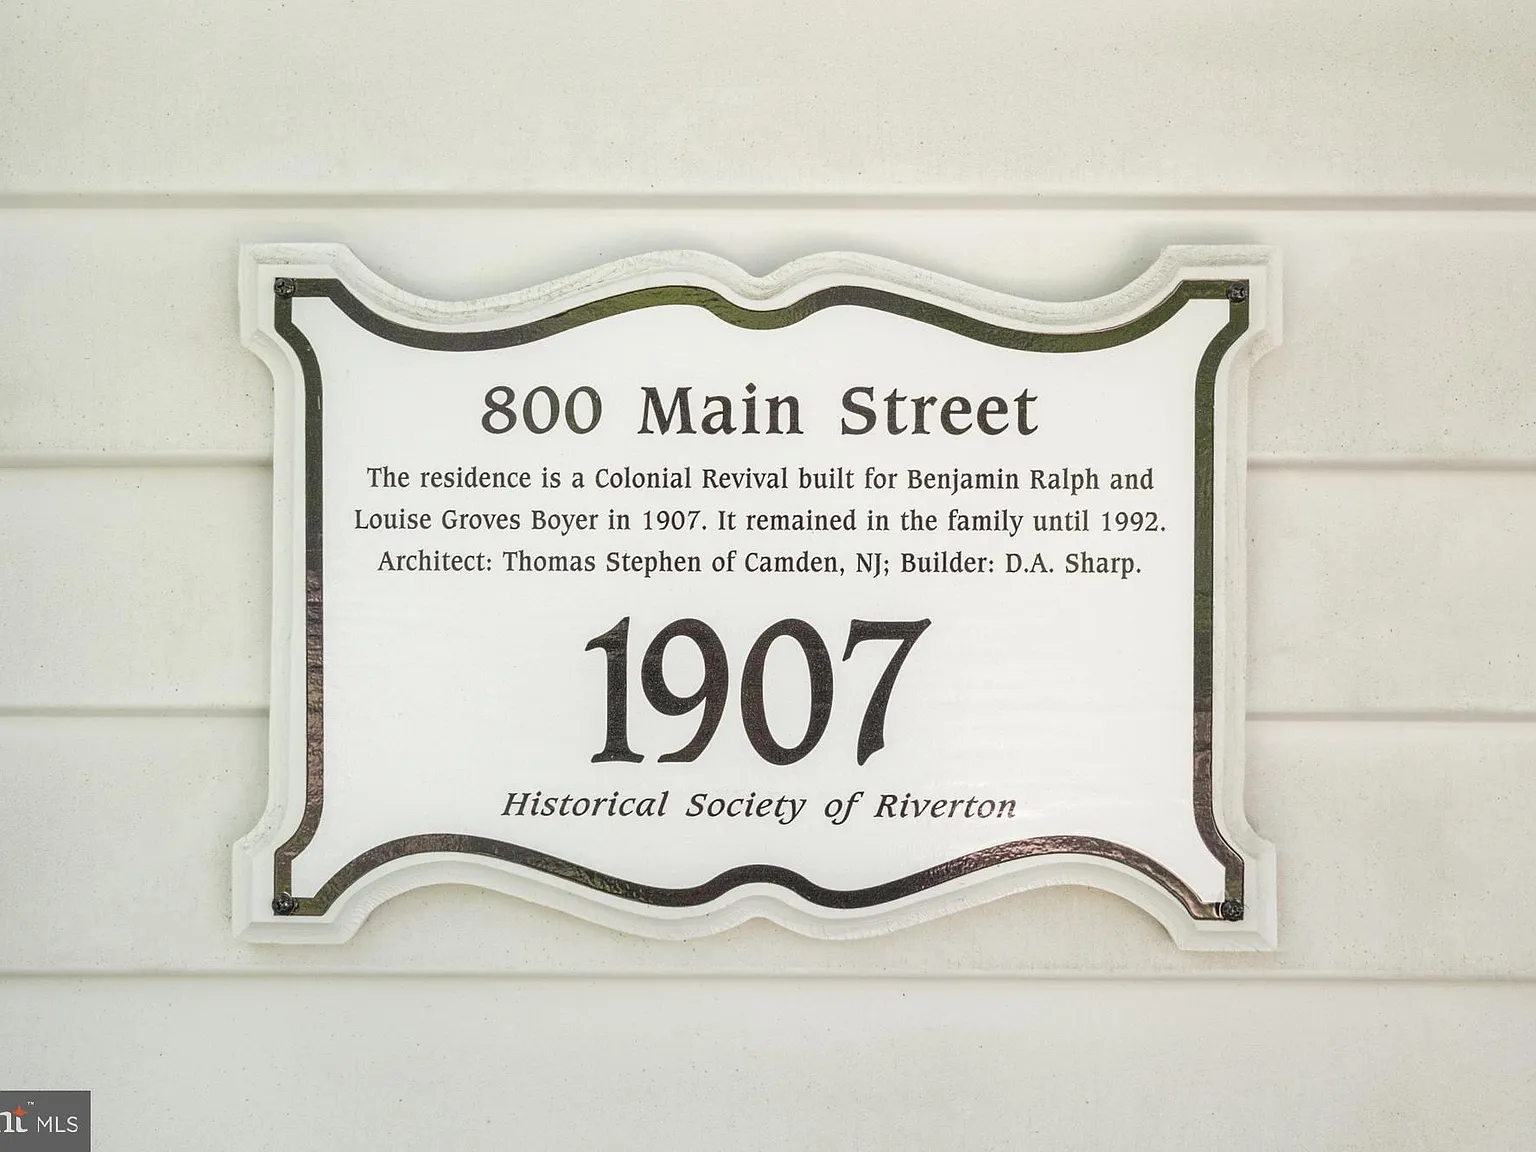 800 Main Street
The residence is a Colonial Revival built for Benjamin Ralph and
Louise Groves Boyer in 1907. It remained in the family until 1992.
Architect: Thomas Stephen of Camden, NJ; Builder: D.A. Sharp.
1907
Historical Society of Riverton
MLS